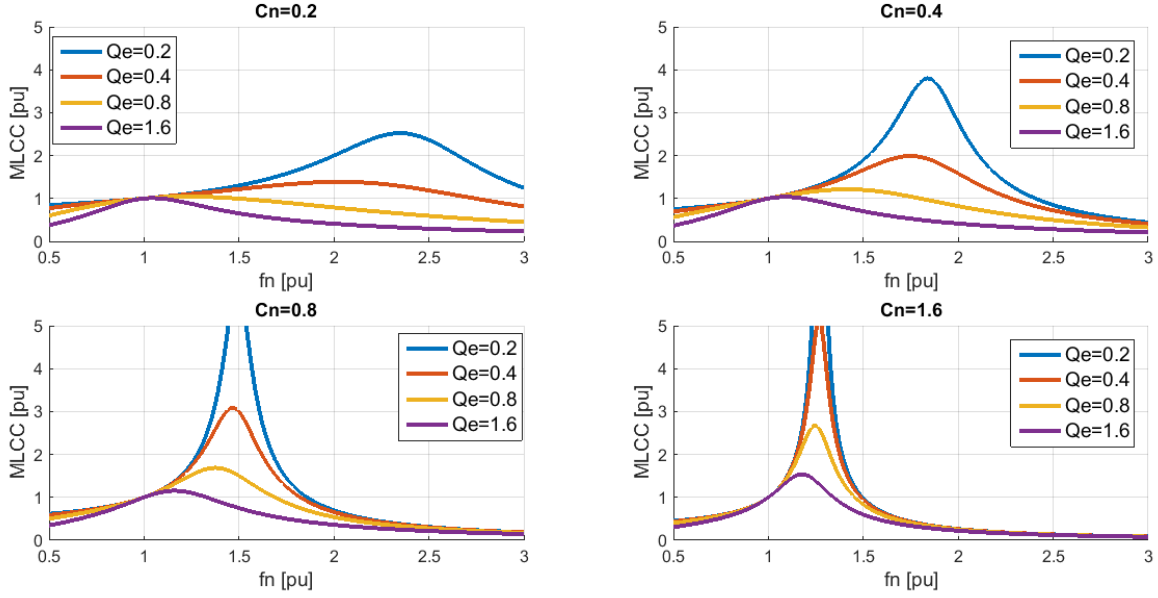 Cn=0.2
MLCC [pu]
5
4
3
2
1
0
Qe=0.2
Qe=0.4
Qe=0.8
Qe=1.6
0.5 1 1.5 2 2.5 3
fn [pu]
Cn=0.4
MLCC [pu]
5
4
3
2
1
0
Qe=0.2
Qe=0.4
Qe=0.8
Qe=1.6
0.5 1 1.5 2 2.5 3
fn [pu]
Cn=0.8
MLCC [pu]
5
4
3
2
1
0
Qe=0.2
Qe=0.4
Qe=0.8
Qe=1.6
0.5 1 1.5 2 2.5 3
fn [pu]
Cn=1.6
MLCC [pu]
5
4
3
2
1
0
Qe=0.2
Qe=0.4
Qe=0.8
Qe=1.6
0.5 1 1.5 2 2.5 3
fn [pu]